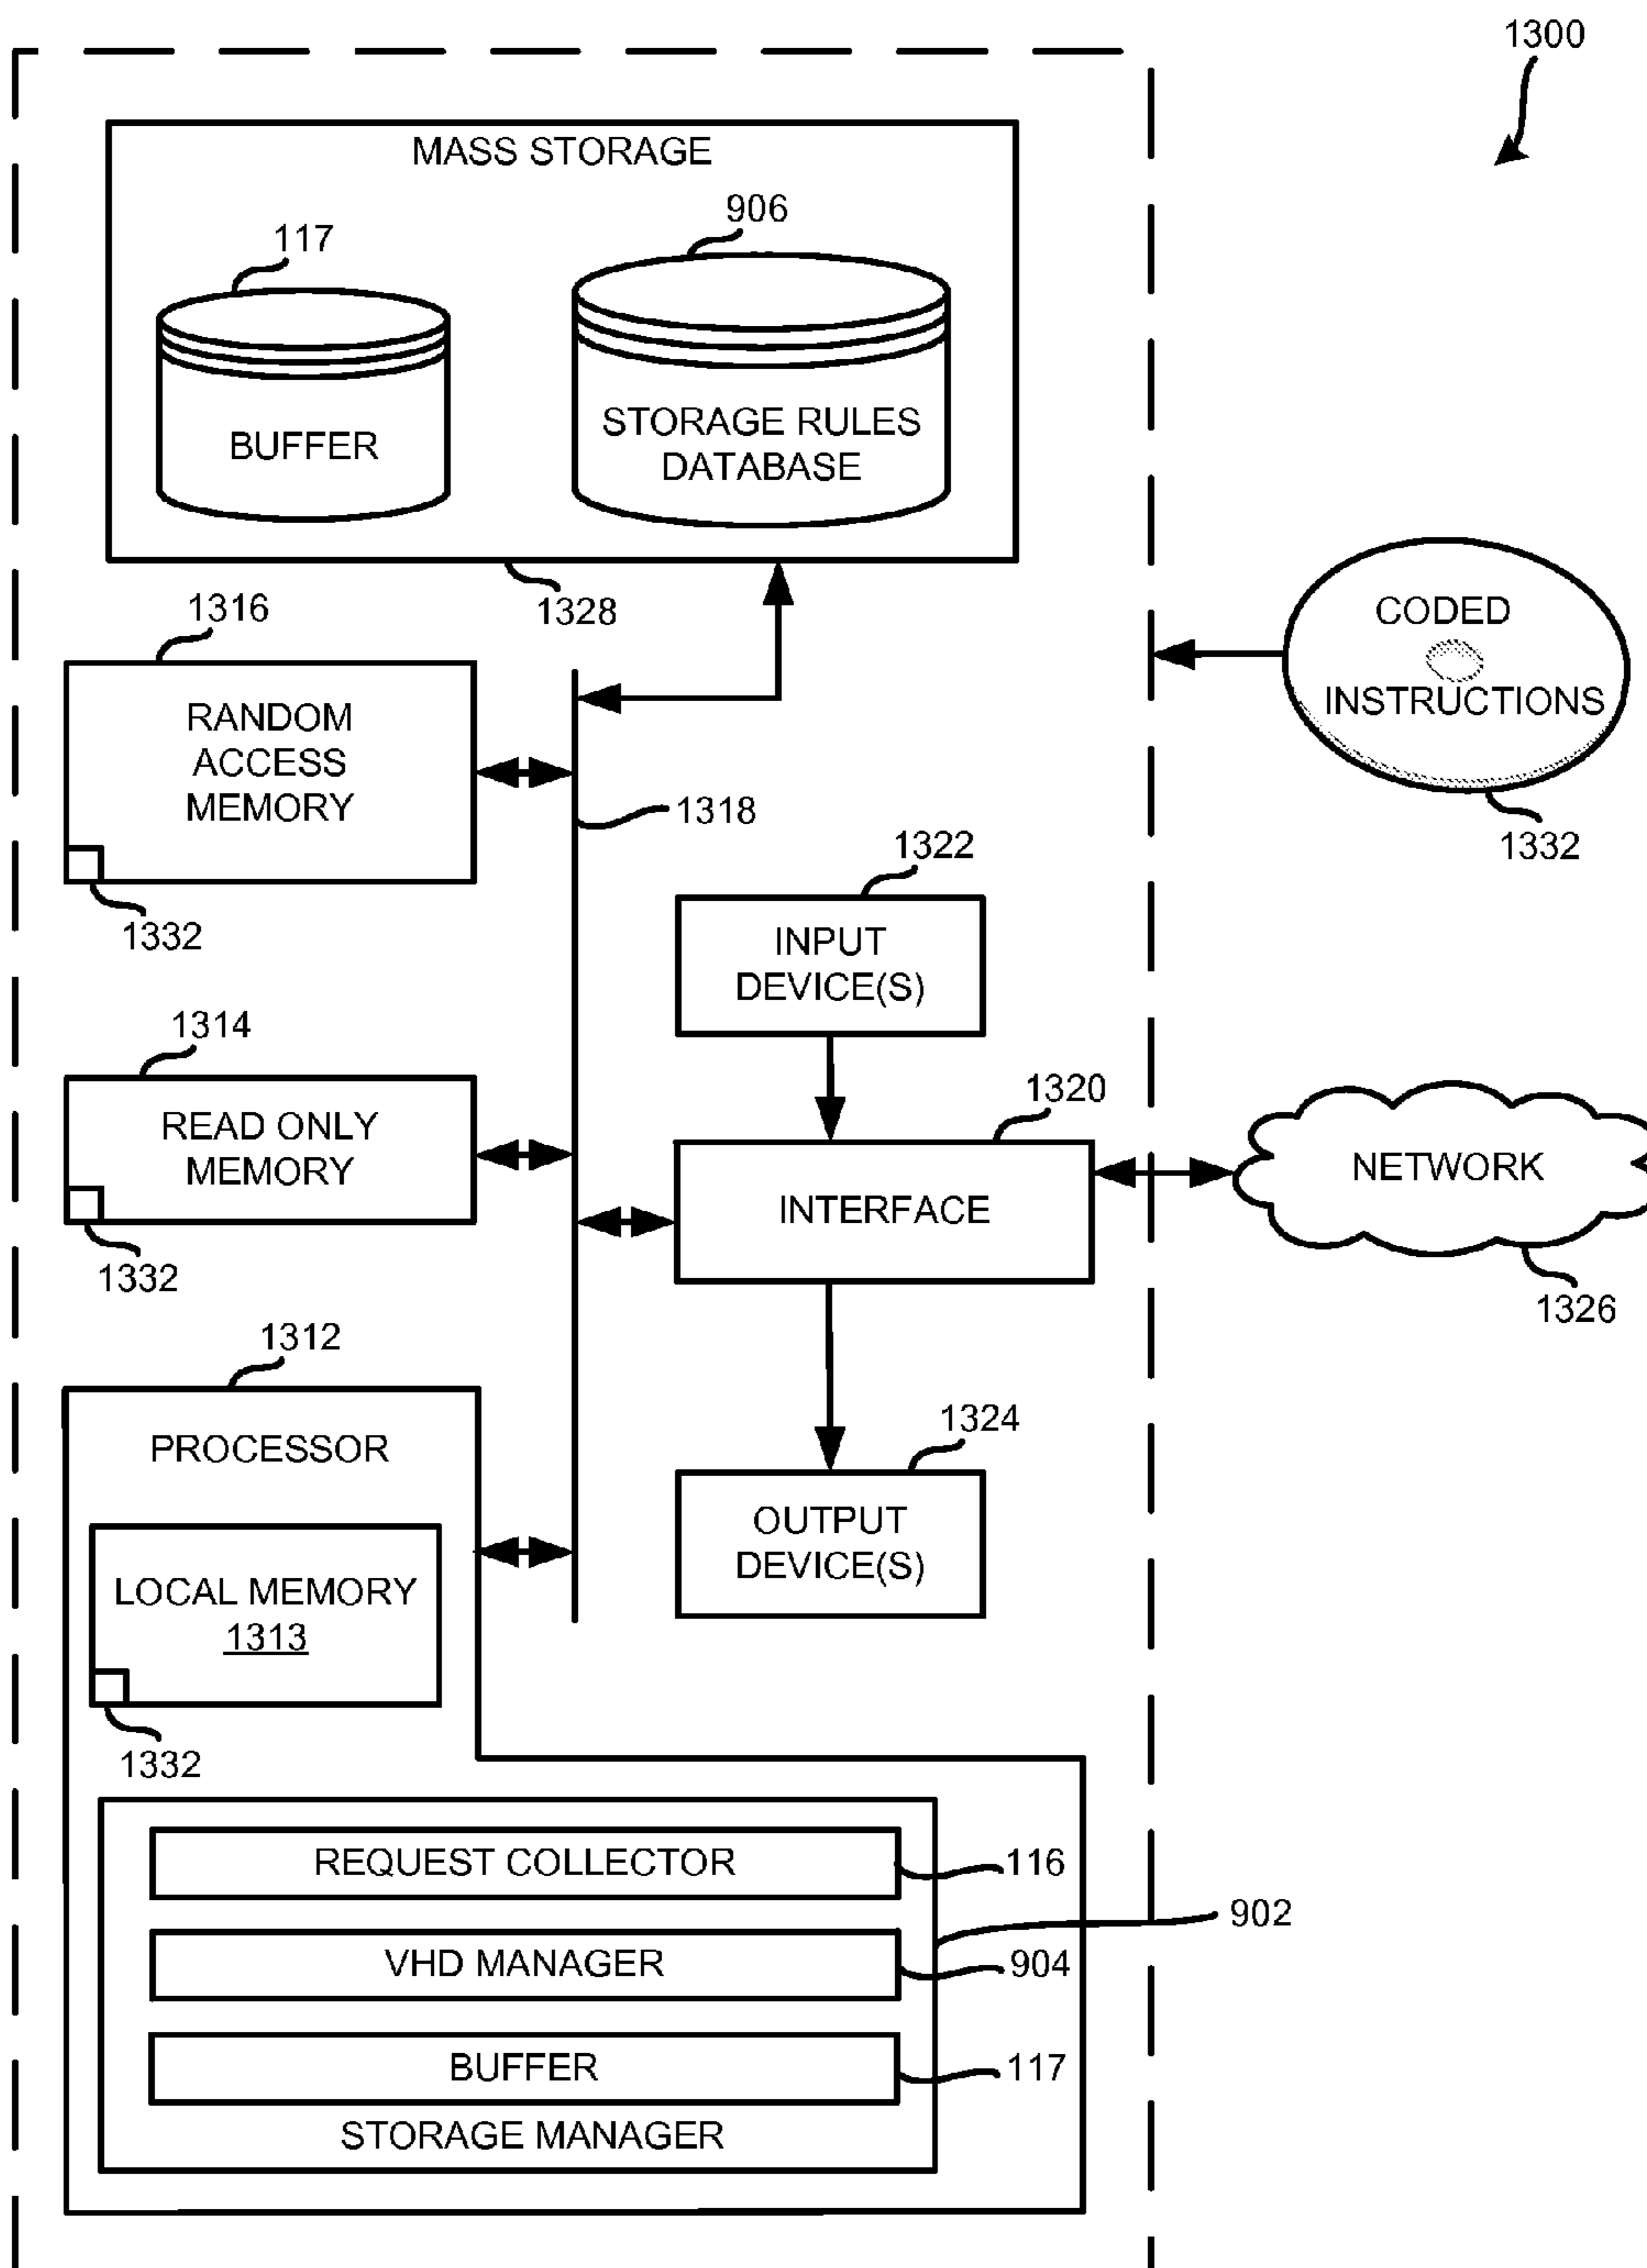 1300
MASS STORAGE
906
117
BUFFER
STORAGE RULES
DATABASE
1328
1316
RANDOM
ACCESS
MEMORY
1332
1318
CODED
INSTRUCTIONS
1332
1322
INPUT
DEVICE(S)
1314
READ ONLY
MEMORY
1332
1320
INTERFACE
NETWORK
1326
1312
PROCESSOR
LOCAL MEMORY
1313
1332
1324
OUTPUT
DEVICE(S)
REQUEST COLLECTOR
116
902
VHD MANAGER
904
BUFFER
117
STORAGE MANAGER